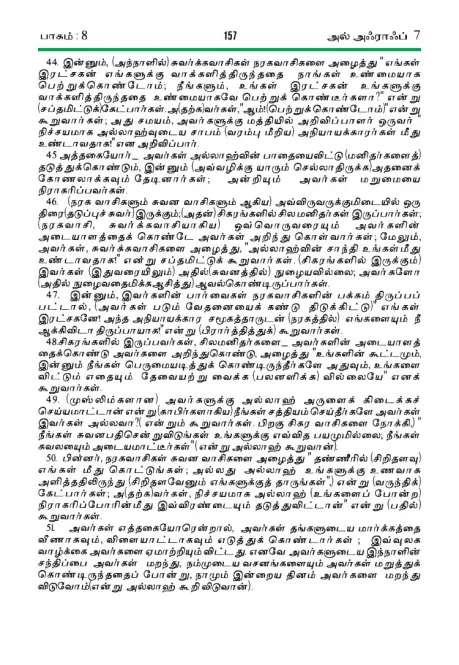 பாகம் : 8 157 அல் அஃராஃப் 7
44. இன்னும், (அந்நாளில்) சுவர்க்கவாசிகள் நரகவாசிகளை அழைத்து "எங்கள்
இரட்சகன் எங்களுக்கு வாக்களித்திருந்ததை நாங்கள் உண்மையாக
பெற்றுக்கொண்டோம்; நீங்களும், உங்கள் இரட்சகன் உங்களுக்கு
வாக்களித்திருந்ததை உண்மையாகவே பெற்றுக் கொண்டீர்களா?" என்று
(சப்தமிட்டுக்)கேட்பார்கள். அ(தற்க)வர்கள், "ஆம்!(பெற்றுக்கொண்டோம்)" என்று
கூறுவார்கள்; அது சமயம், அவர்களுக்கு மத்தியில் அறிவிப்பாளர் ஒருவர் "
நிச்சயமாக அல்லாஹ்வுடைய சாபம் (வரம்பு மீறிய) அநியாயக்காரர்கள் மீது
உண்டாவதாக!" என அறிவிப்பார்.
45. அத்தகையோர்_ அவர்கள் அல்லாஹ்வின் பாதையைவிட்டு (மனிதர்களைத்)
தடுத்துக்கொண்டும், இன்னும் (அவ்வழிக்கு யாரும் செல்லாதிருக்க)அதனைக்
கோணலாக்கவும் தேடினார்கள்; அன்றியும் அவர்கள் மறுமையை
நிராகரிப்பவர்கள்.
46. (நரக வாசிகளும் சுவன வாசிகளும் ஆகிய) அவ்விருவருக்குமிடையில் ஒரு
திரை(தடுப்புச் சுவர்) இருக்கும்; (அதன்) சிகரங்களில் சில மனிதர்கள் இருப்பார்கள்;
(நரகவாசி, சுவர்க்கவாசியாகிய) ஒவ்வொருவரையும் அவர்களின்
அடையாளத்தைக் கொண்டே அவர்கள் அறிந்து கொள்வார்கள்; மேலும்,
அவர்கள், சுவர்க்கவாசிகளை அழைத்து, "அல்லாஹ்வின் சாந்தி உங்கள் மீது
உண்டாவதாக!" என்று சப்தமிட்டுக் கூறுவார்கள். (சிகரங்களில் இருக்கும்)
இவர்கள் (இதுவரையிலும்) அதில்(சுவனத்தில்) நுழையவில்லை; அவர்களோ
(அதில் நுழைவதைமிக்கஆசித்து)ஆவல்கொண்டிருப்பார்கள்.
47. இன்னும், இவர்களின் பார்வைகள் நரகவாசிகளின் பக்கம் திருப்பப்
பட்டால், (அவர்கள் படும் வேதனையைக் கண்டு திடுக்கிட்டு)" எங்கள்
இரட்சகனே! அந்த அநியாயக்கார சமூகத்தாருடன் (நரகத்தில்) எங்களையும் நீ
ஆக்கிவிடா திருப்பாயாக!" என்று (பிரார்த்தித்துக்) கூறுவார்கள்.
48.சிகரங்களில் இருப்பவர்கள், சிலமனிதர்களை_ அவர்களின் அடையாளத்
தைக்கொண்டு அவர்களை அறிந்துகொண்டு, அழைத்து "உங்களின் கூட்டமும்,
இன்னும் நீங்கள் பெருமையடித்துக் கொண்டிருந்தீர்களே அதுவும், உங்களை
விட்டும் எதையும் தேவையற்று வைக்க (பலனளிக்க) வில்லையே" எனக்
கூறுவார்கள்.
49. (முஸ்லிம்களான) அவர்களுக்கு அல்லாஹ் அருளைக் கிடைக்கச்
செய்யமாட்டான் என்று (காபிர்களாகிய) நீங்கள் சத்தியம் செய்தீர்களே அவர்கள்
இவர்கள் அல்லவா?( என்றும் கூறுவார்கள். பிறகு சிகர வாசிகளை நோக்கி,) "
நீங்கள் சுவனபதிசென்றுவிடுங்கள் உங்களுக்கு எவ்வித பயமுமில்லை; நீங்கள்
கவலையும் அடையமாட்டீர்கள்" (என்று அல்லாஹ் கூறுவான்).
50. பின்னர், நரகவாசிகள் சுவன வாசிகளை அழைத்து " தண்ணீரில் (சிறிதளவு)
எங்கள் மீது கொட்டுங்கள்; அல்லது அல்லாஹ் உங்களுக்கு உணவாக
அளித்ததிலிருந்து (சிறிதளவேனும் எங்களுக்குத் தாருங்கள்)" என்று (வருந்திக்)
கேட்பார்கள்; அ(தற்க)வர்கள், நிச்சயமாக அல்லாஹ் (உங்களைப் போன்ற)
நிராகரிப்போரின்மீது இவ்விரண்டையும் தடுத்துவிட்டான்" என்று (பதில்)
கூறுவார்கள்.
51. அவர்கள் எத்தகையோரென்றால், அவர்கள் தங்களுடைய மார்க்கத்தை
வீணாகவும், விளையாட்டாகவும் எடுத்துக் கொண்டார்கள் ; இவ்வுலக
வாழ்க்கை அவர்களை ஏமாற்றியும் விட்டது. எனவே அவர்களுடைய இந்நாளின்
சந்திப்பை அவர்கள் மறந்து, நம்முடைய வசனங்களையும் அவர்கள் மறுத்துக்
கொண்டிருந்ததைப் போன்று, நாமும் இன்றைய தினம் அவர்களை மறந்து
விடுவோம்(என்று அல்லாஹ் கூறிவிடுவான்).